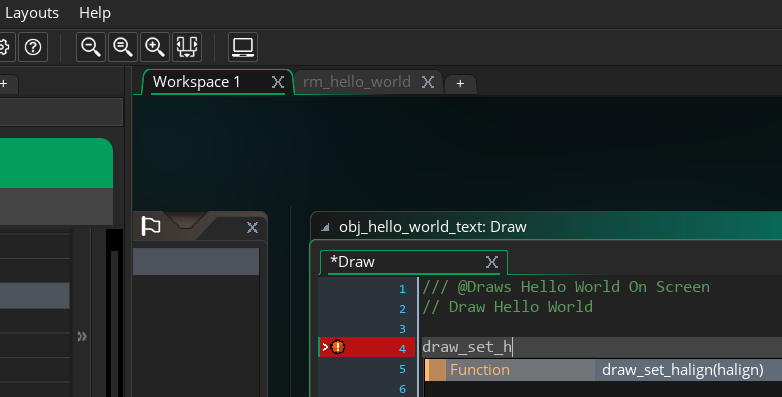 Layouts Help
+
Workspace 1 X rm_hello_world X +
obj_hello_world_text: Draw
*Draw X
1 /// @Draws Hello World On Screen
2 // Draw Hello World
3
4 draw_set_h
5 Function draw_set_halign(halign)
6